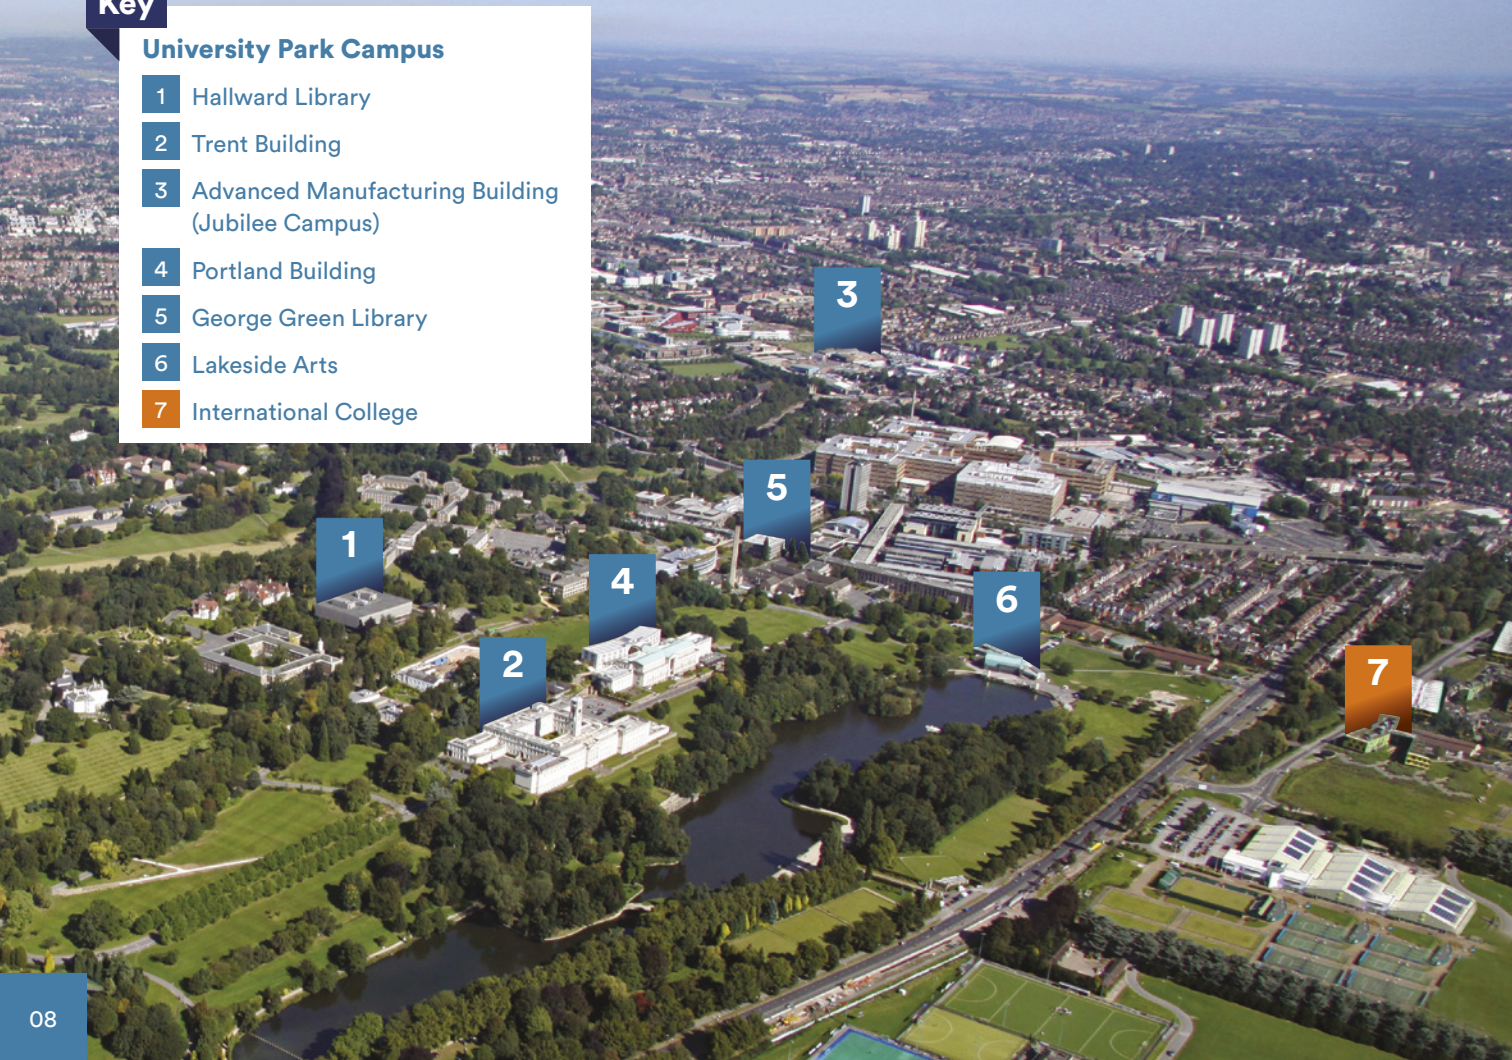 Key
University Park Campus
1 Hallward Library
2 Trent Building
3 Advanced Manufacturing Building
(Jubilee Campus)
4 Portland Building
5 George Green Library
6 Lakeside Arts
7 International College
3
5
1
4
6
2
7
08